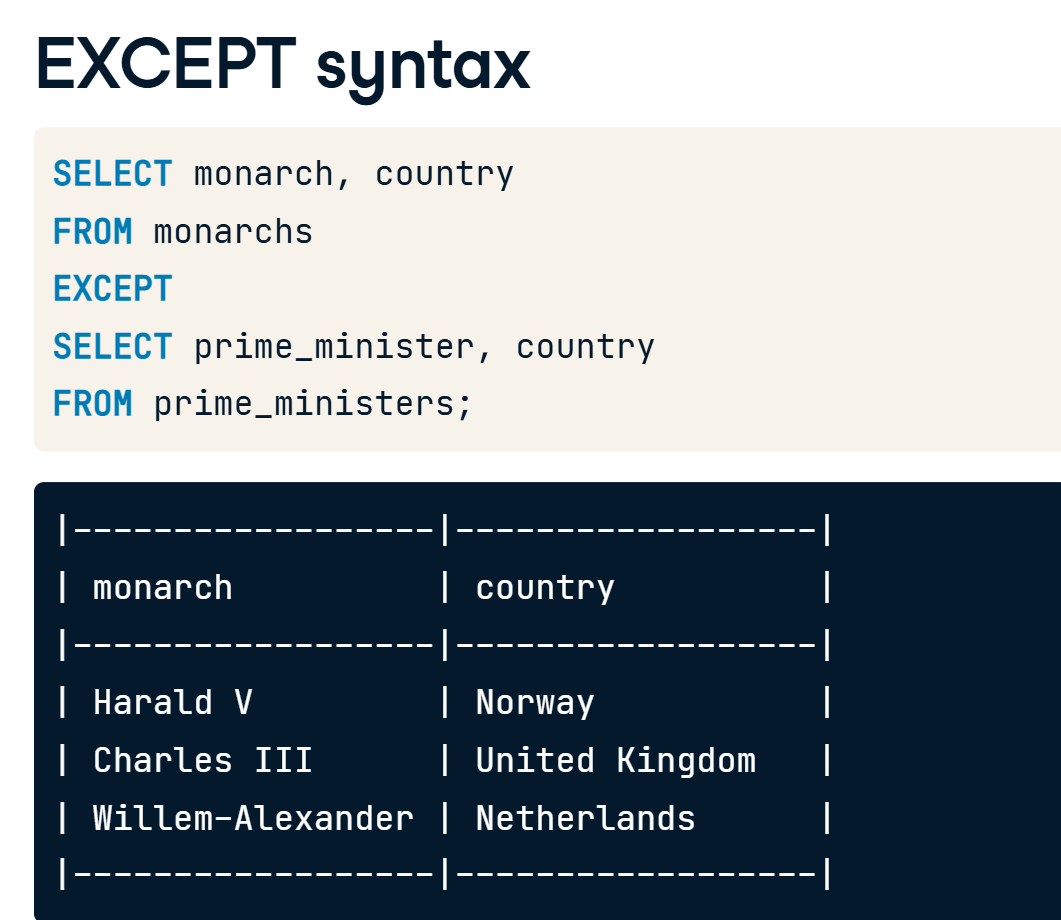 EXCEPT syntax
SELECT monarch, country
FROM monarchs
EXCEPT
SELECT prime_minister, country
FROM prime_ministers;
|------------------|------------------|
| monarch          | country          |
|------------------|------------------|
| Harald V         | Norway           |
| Charles III      | United Kingdom   |
| Willem-Alexander | Netherlands      |
|------------------|------------------|